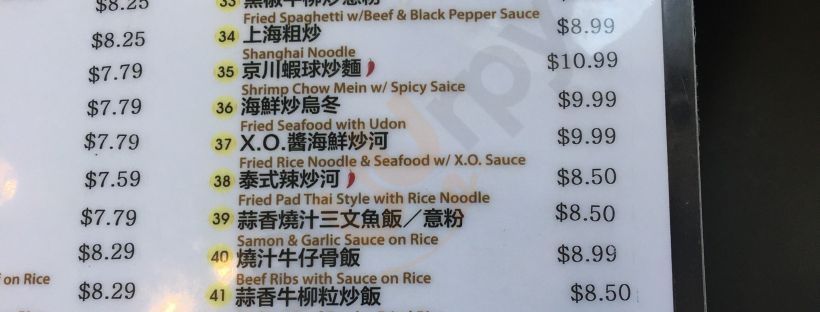 $8.25
$8.25
$7.79
$7.79
$7.79
$7.59
$7.79
$8.29
on Rice
$8.29
33
Fried Spaghetti w/Beef & Black Pepper Sauce
34 上海粗炒 $8.99
Shanghai Noodle
35 京川蝦球炒麵 $10.99
Shrimp Chow Mein w/ Spicy Saice
36 海鮮炒烏冬 $9.99
Fried Seafood with Udon
37 X.O.醬海鮮炒河 $9.99
Fried Rice Noodle & Seafood w/ X.O. Sauce
38 泰式辣炒河 $8.50
Fried Pad Thai Style with Rice Noodle
39 蒜香燒汁三文魚飯／意粉 $8.50
Samon & Garlic Sauce on Rice
40 燒汁牛仔骨飯 $8.99
Beef Ribs with Sauce on Rice
41 蒜香牛柳粒炒飯 $8.50
urpy